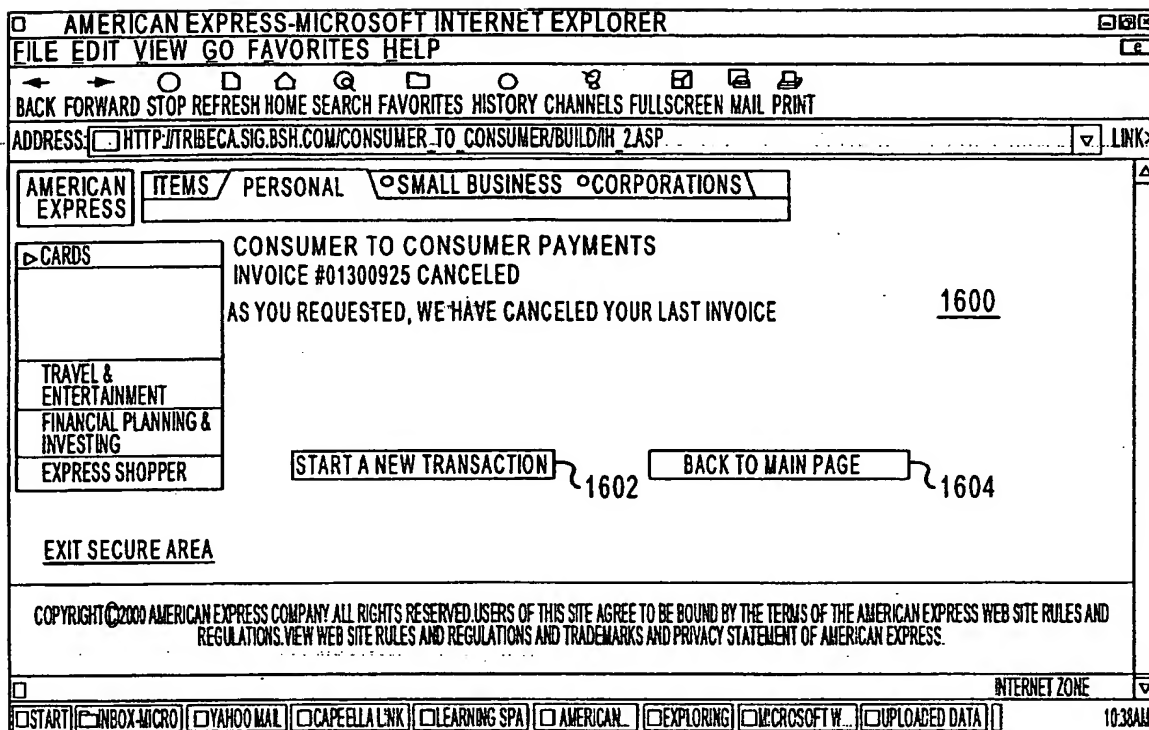 AMERICAN EXPRESS-MICROSOFT INTERNET EXPLORER
FILE EDIT VIEW GO FAVORITES HELP
BACK FORWARD STOP REFRESH HOME SEARCH FAVORITES HISTORY CHANNELS FULLSCREEN MAIL PRINT
ADDRESS: HTTP://TRIBECA.SIG.BSH.COM/CONSUMER_TO_CONSUMER/BUILD/IH_2.ASP LINK>
AMERICAN EXPRESS
ITEMS PERSONAL SMALL BUSINESS CORPORATIONS
CARDS
TRAVEL &
ENTERTAINMENT
FINANCIAL PLANNING &
INVESTING
EXPRESS SHOPPER
CONSUMER TO CONSUMER PAYMENTS
INVOICE #01300925 CANCELED
AS YOU REQUESTED, WE HAVE CANCELED YOUR LAST INVOICE
1600
START A NEW TRANSACTION 1602
BACK TO MAIN PAGE 1604
EXIT SECURE AREA
COPYRIGHT©2000 AMERICAN EXPRESS COMPANY ALL RIGHTS RESERVED.USERS OF THIS SITE AGREE TO BE BOUND BY THE TERMS OF THE AMERICAN EXPRESS WEB SITE RULES AND
REGULATIONS.VIEW WEB SITE RULES AND REGULATIONS AND TRADEMARKS AND PRIVACY STATEMENT OF AMERICAN EXPRESS.
INTERNET ZONE
START INBOX-MICRO YAHOO MAIL CAPEELLA LINK LEARNING SPA AMERICAN... EXPLORING MICROSOFT W... UPLOADED DATA 10:38AM